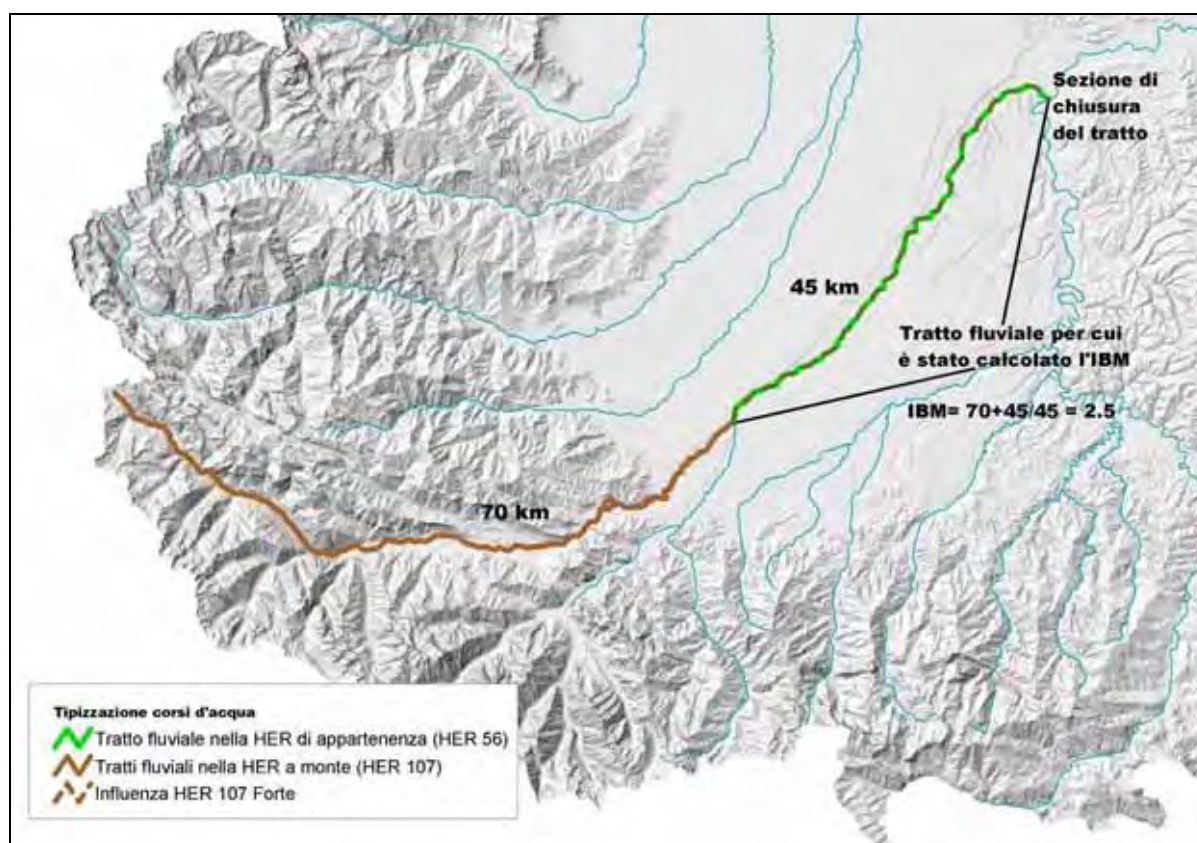 Sezione di
chiusura
del tratto
45 km
Tratto fluviale per cui
è stato calcolato l'IBM
IBM= 70+45/45 = 2.5
70 km
Tipizzazione corsi d'acqua
Tratto fluviale nella HER di appartenenza (HER 56)
Tratti fluviali nella HER a monte (HER 107)
Influenza HER 107 Forte